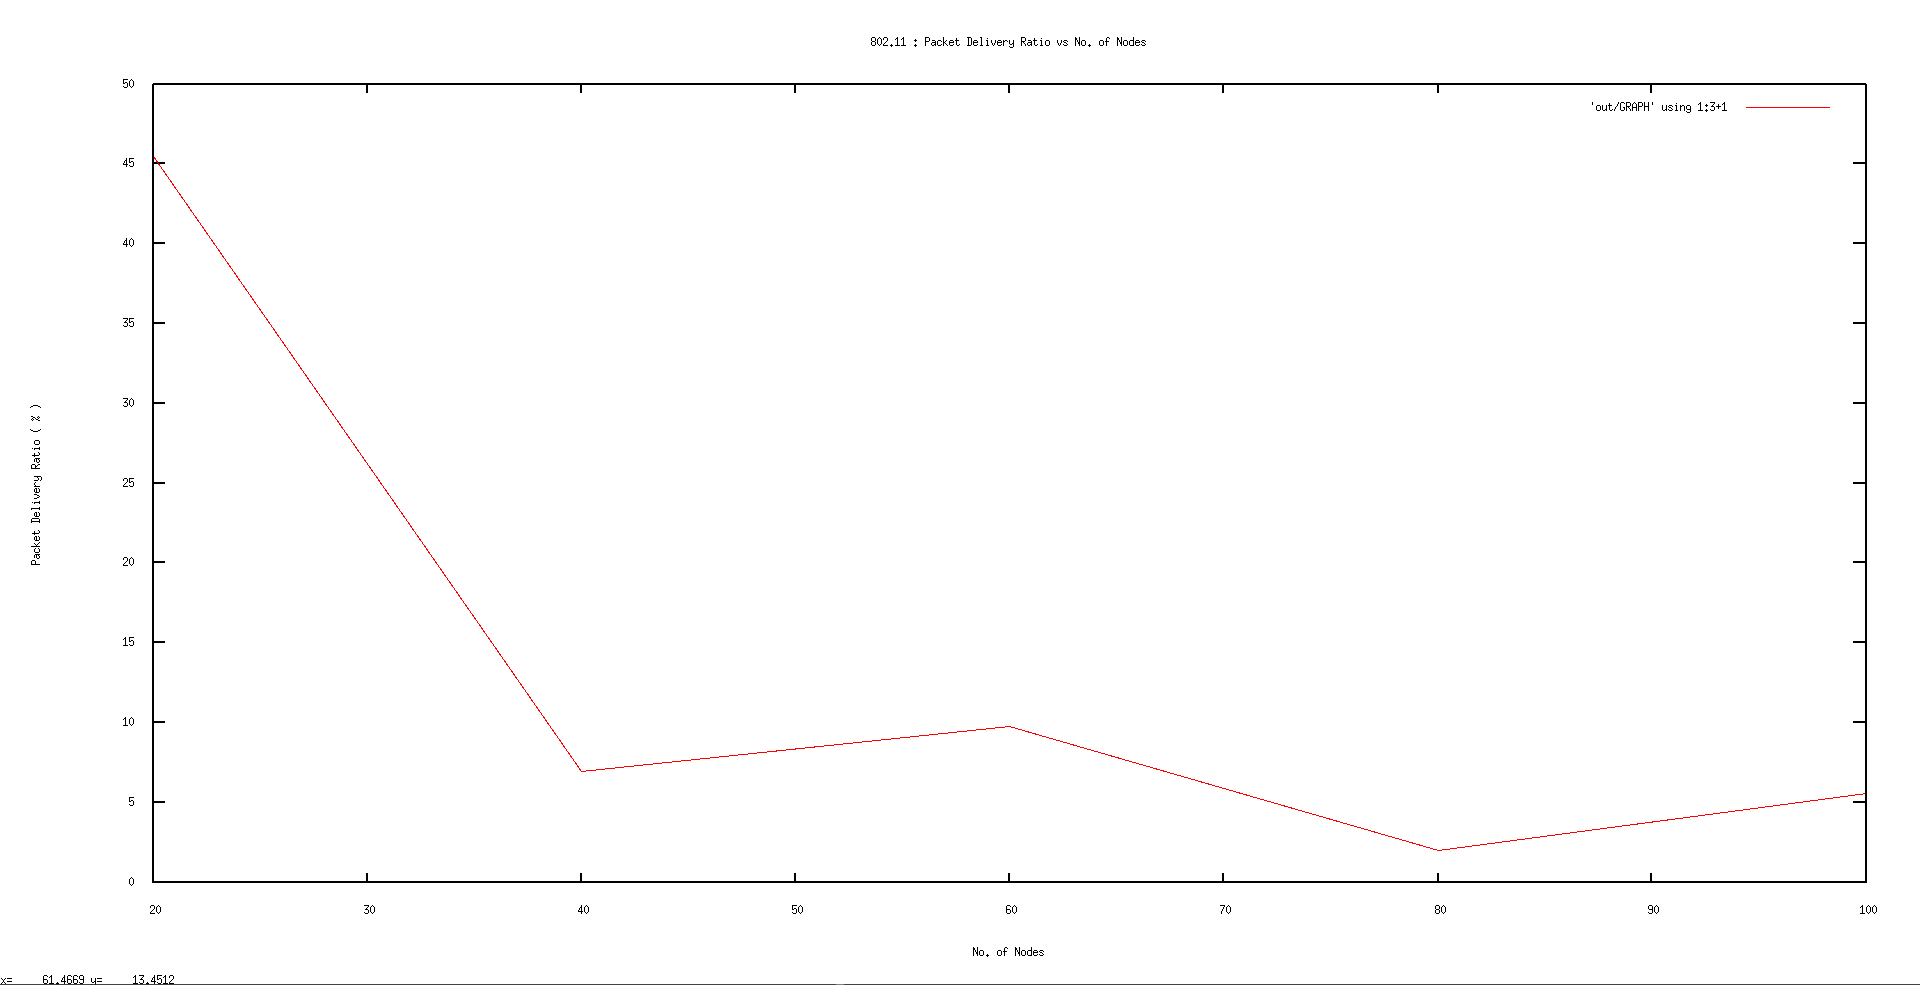 802.11 : Packet Delivery Ratio vs No. of Nodes
'out/GRAPH' using 1:3+1
50
45
40
35
30
25
20
15
10
5
0
Packet Delivery Ratio ( % )
20 30 40 50 60 70 80 90 100
No. of Nodes
x= 61.4669 y= 13.4512